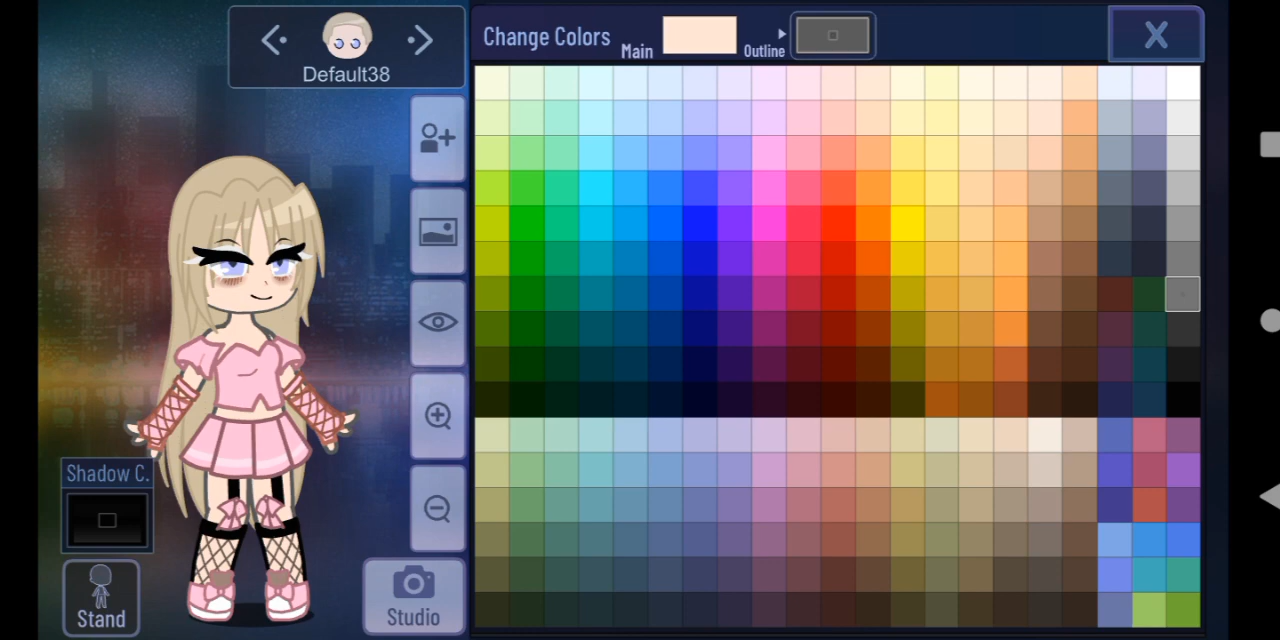 Default38
Change Colors
Main
Outline
X
Shadow C.
Stand
Studio